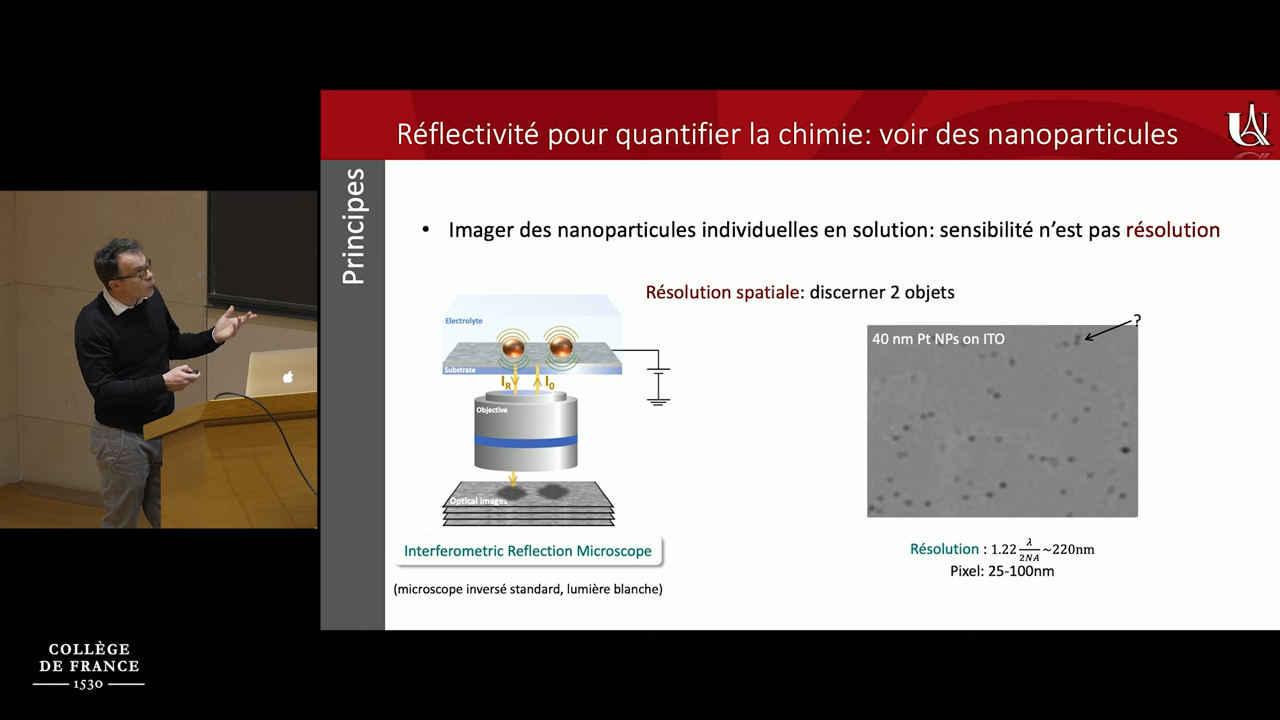 Réflectivité pour quantifier la chimie: voir des nanoparticules
Principes
• Imager des nanoparticules individuelles en solution: sensibilité n’est pas résolution
Résolution spatiale: discerner 2 objets
Electrolyte
Substrate
I_R
I_0
Objective
Optical images
Interferometric Reflection Microscope
(microscope inversé standard, lumière blanche)
?
40 nm Pt NPs on ITO
Résolution : 1.22 λ/2NA ~220nm
Pixel: 25-100nm
COLLÈGE
DE FRANCE
1530